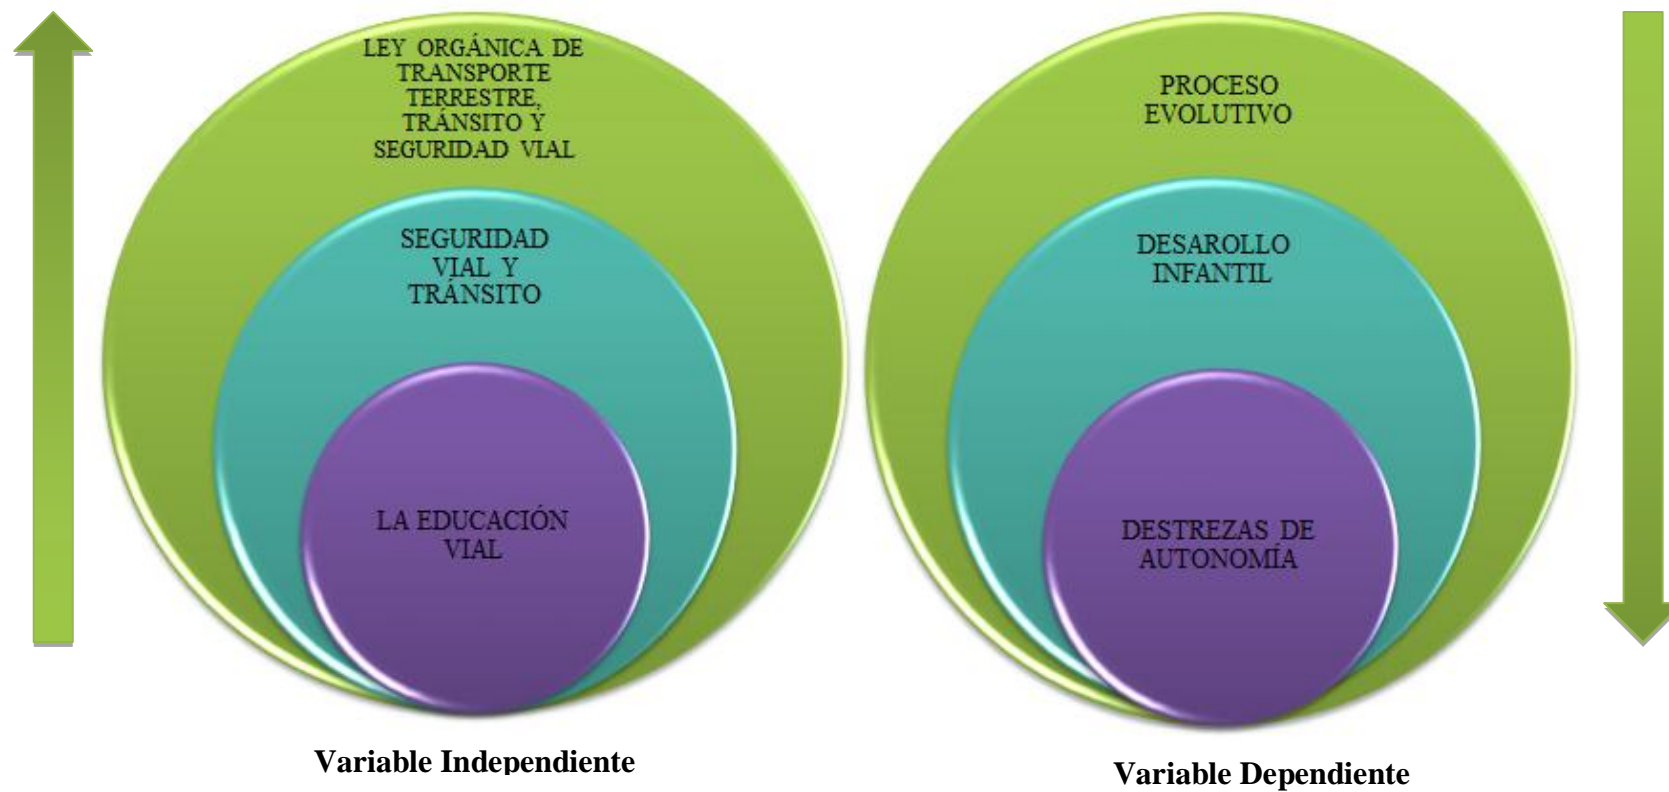 LEY ORGÁNICA DE
TRANSPORTE
TERRESTRE,
TRÁNSITO Y
SEGURIDAD VIAL
SEGURIDAD
VIAL Y
TRÁNSITO
LA EDUCACIÓN
VIAL
Variable Independiente
PROCESO
EVOLUTIVO
DESAROLLO
INFANTIL
DESTREZAS DE
AUTONOMÍA
Variable Dependiente